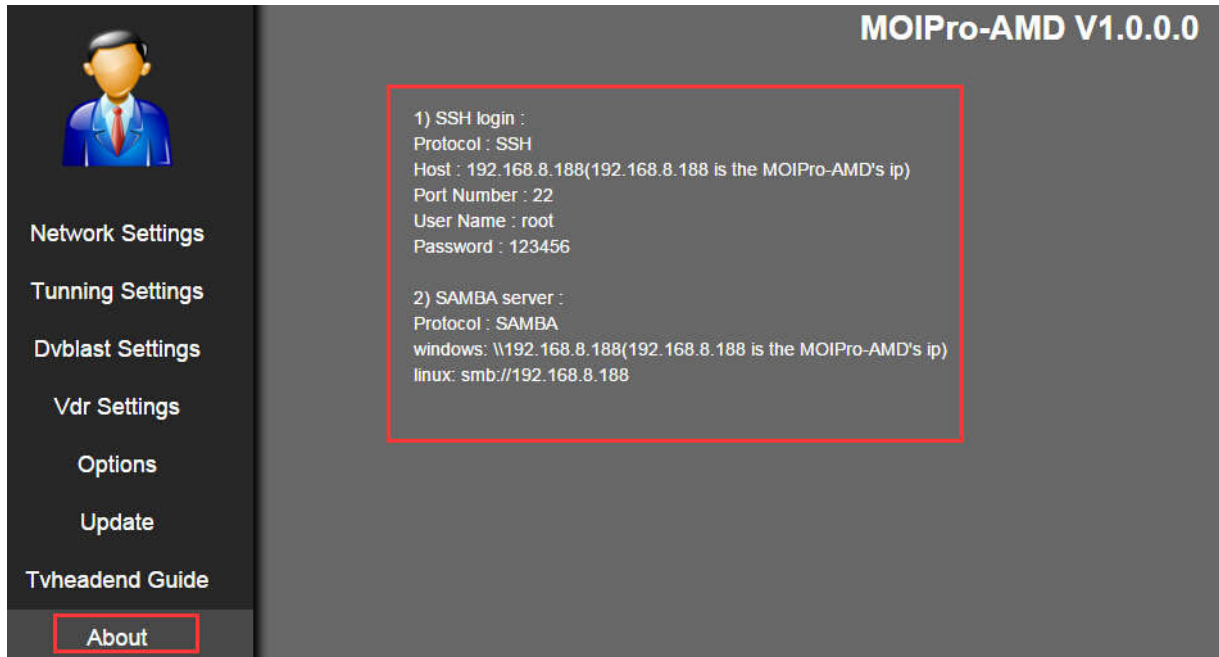 MOIPro-AMD V1.0.0.0
1) SSH login :
Protocol : SSH
Host : 192.168.8.188(192.168.8.188 is the MOIPro-AMD's ip)
Port Number : 22
User Name : root
Password : 123456
2) SAMBA server :
Protocol : SAMBA
windows: \\192.168.8.188(192.168.8.188 is the MOIPro-AMD's ip)
linux: smb://192.168.8.188
Network Settings
Tunning Settings
Dvblast Settings
Vdr Settings
Options
Update
Tvheadend Guide
About